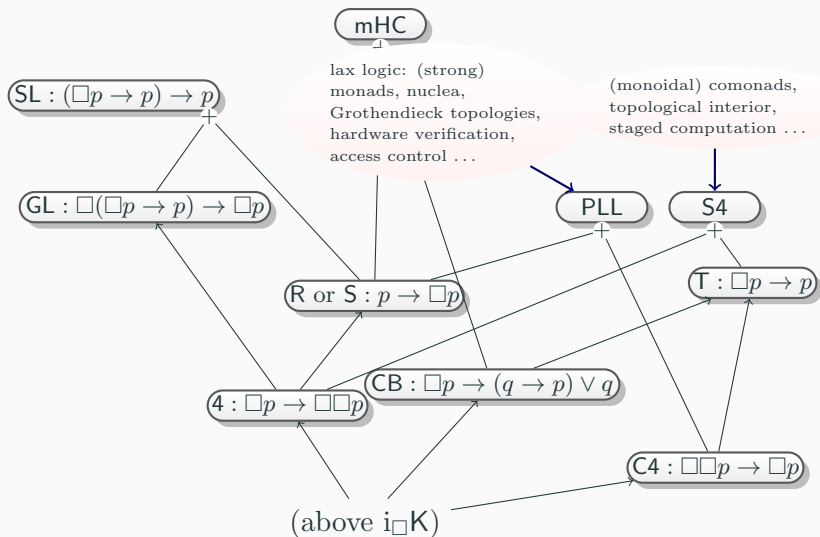 mHC
lax logic: (strong)
monads, nuclea,
Grothendieck topologies,
hardware verification,
access control …
(monoidal) comonads,
topological interior,
staged computation …
SL : (□p → p) → p
+
GL : □(□p → p) → □p
PLL
+
S4
+
T : □p → p
R or S : p → □p
CB : □p → (q → p) ∨ q
4 : □p → □□p
C4 : □□p → □p
(above i□K)